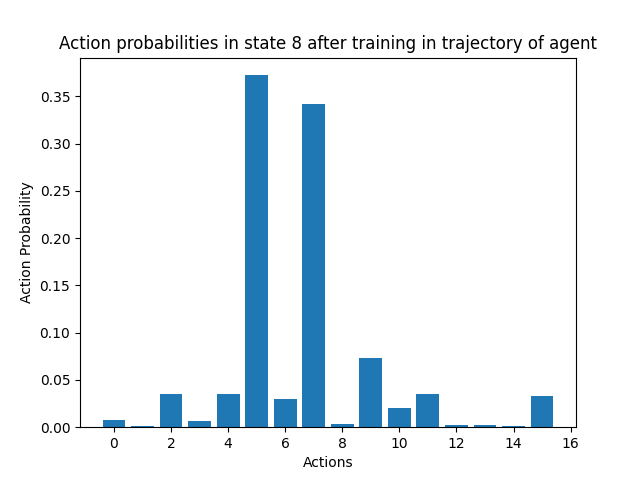 Action probabilities in state 8 after training in trajectory of agent
0.35
0.30
0.25
0.20
0.15
0.10
0.05
0.00
Action Probability
0 2 4 6 8 10 12 14 16
Actions